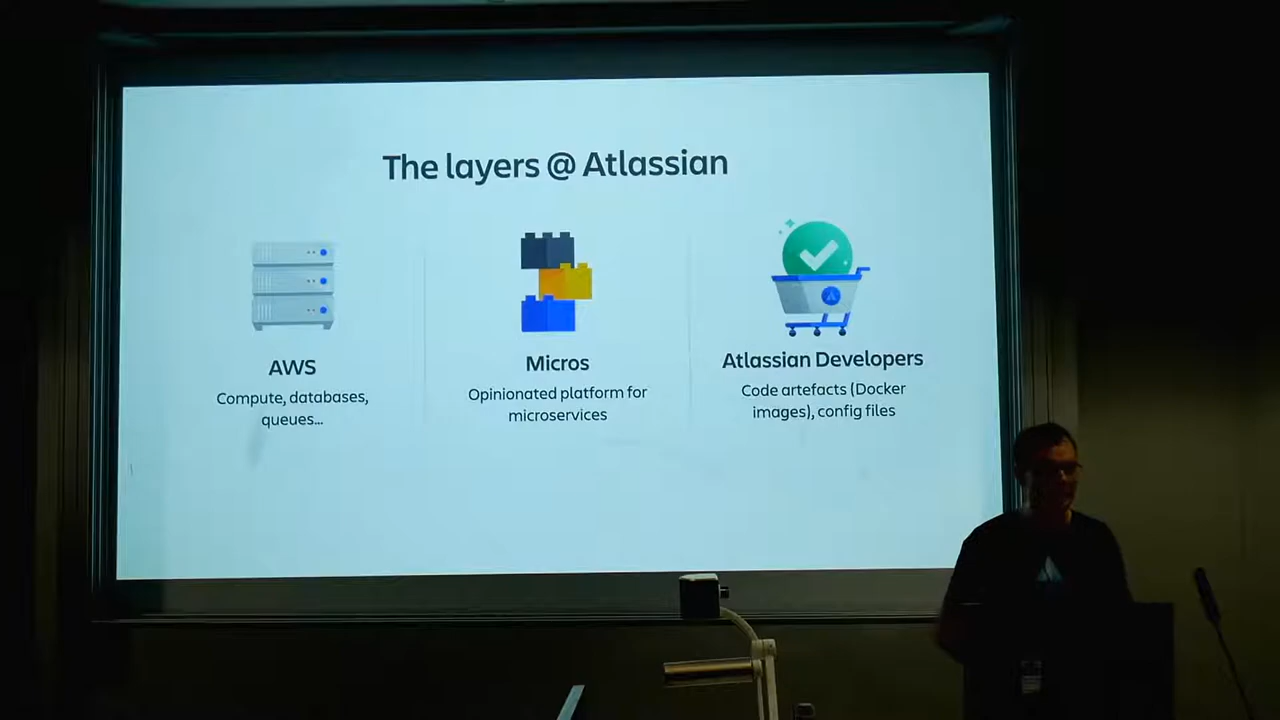 The layers @ Atlassian
AWS
Compute, databases,
queues...
Micros
Opinionated platform for
microservices
Atlassian Developers
Code artefacts (Docker
images), config files